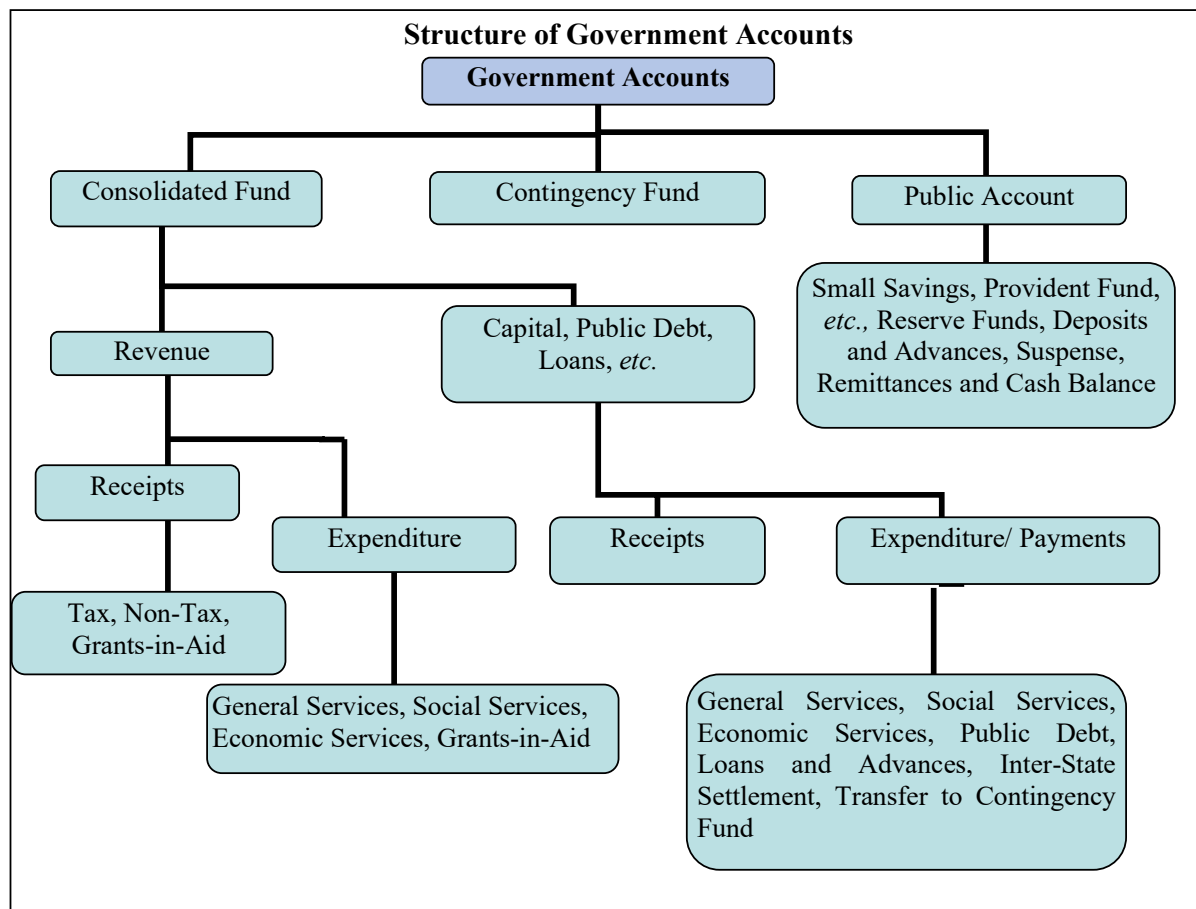 Structure of Government Accounts
Government Accounts
Consolidated Fund
Contingency Fund
Public Account
Small Savings, Provident Fund,
etc., Reserve Funds, Deposits
and Advances, Suspense,
Remittances and Cash Balance
Revenue
Capital, Public Debt,
Loans, etc.
Receipts
Expenditure
Receipts
Expenditure/ Payments
Tax, Non-Tax,
Grants-in-Aid
General Services, Social Services,
Economic Services, Grants-in-Aid
General Services, Social Services,
Economic Services, Public Debt,
Loans and Advances, Inter-State
Settlement, Transfer to Contingency
Fund